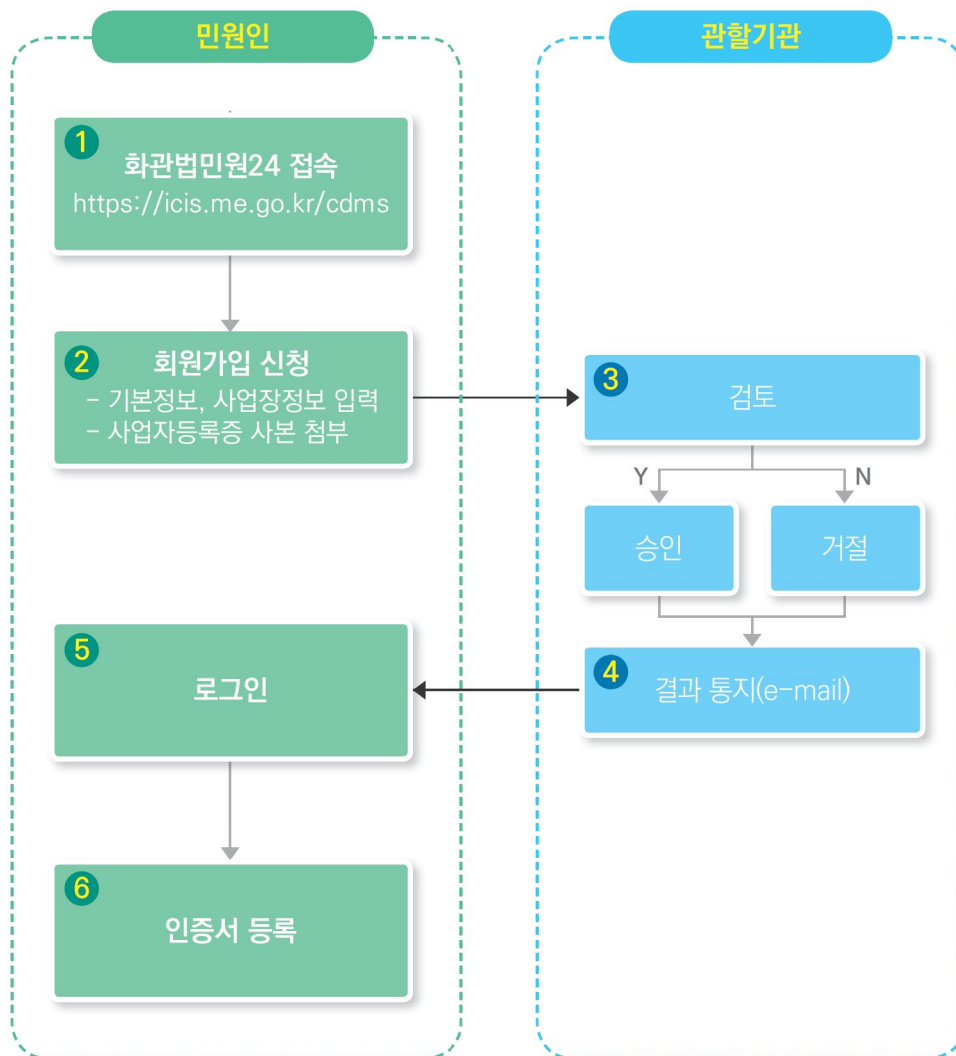 민원인
관할기관
1
화관법민원24 접속
https://icis.me.go.kr/cdms
2
회원가입 신청
- 기본정보, 사업장정보 입력
- 사업자등록증 사본 첨부
3
검토
Y
N
승인
거절
4
결과 통지(e-mail)
5
로그인
6
인증서 등록